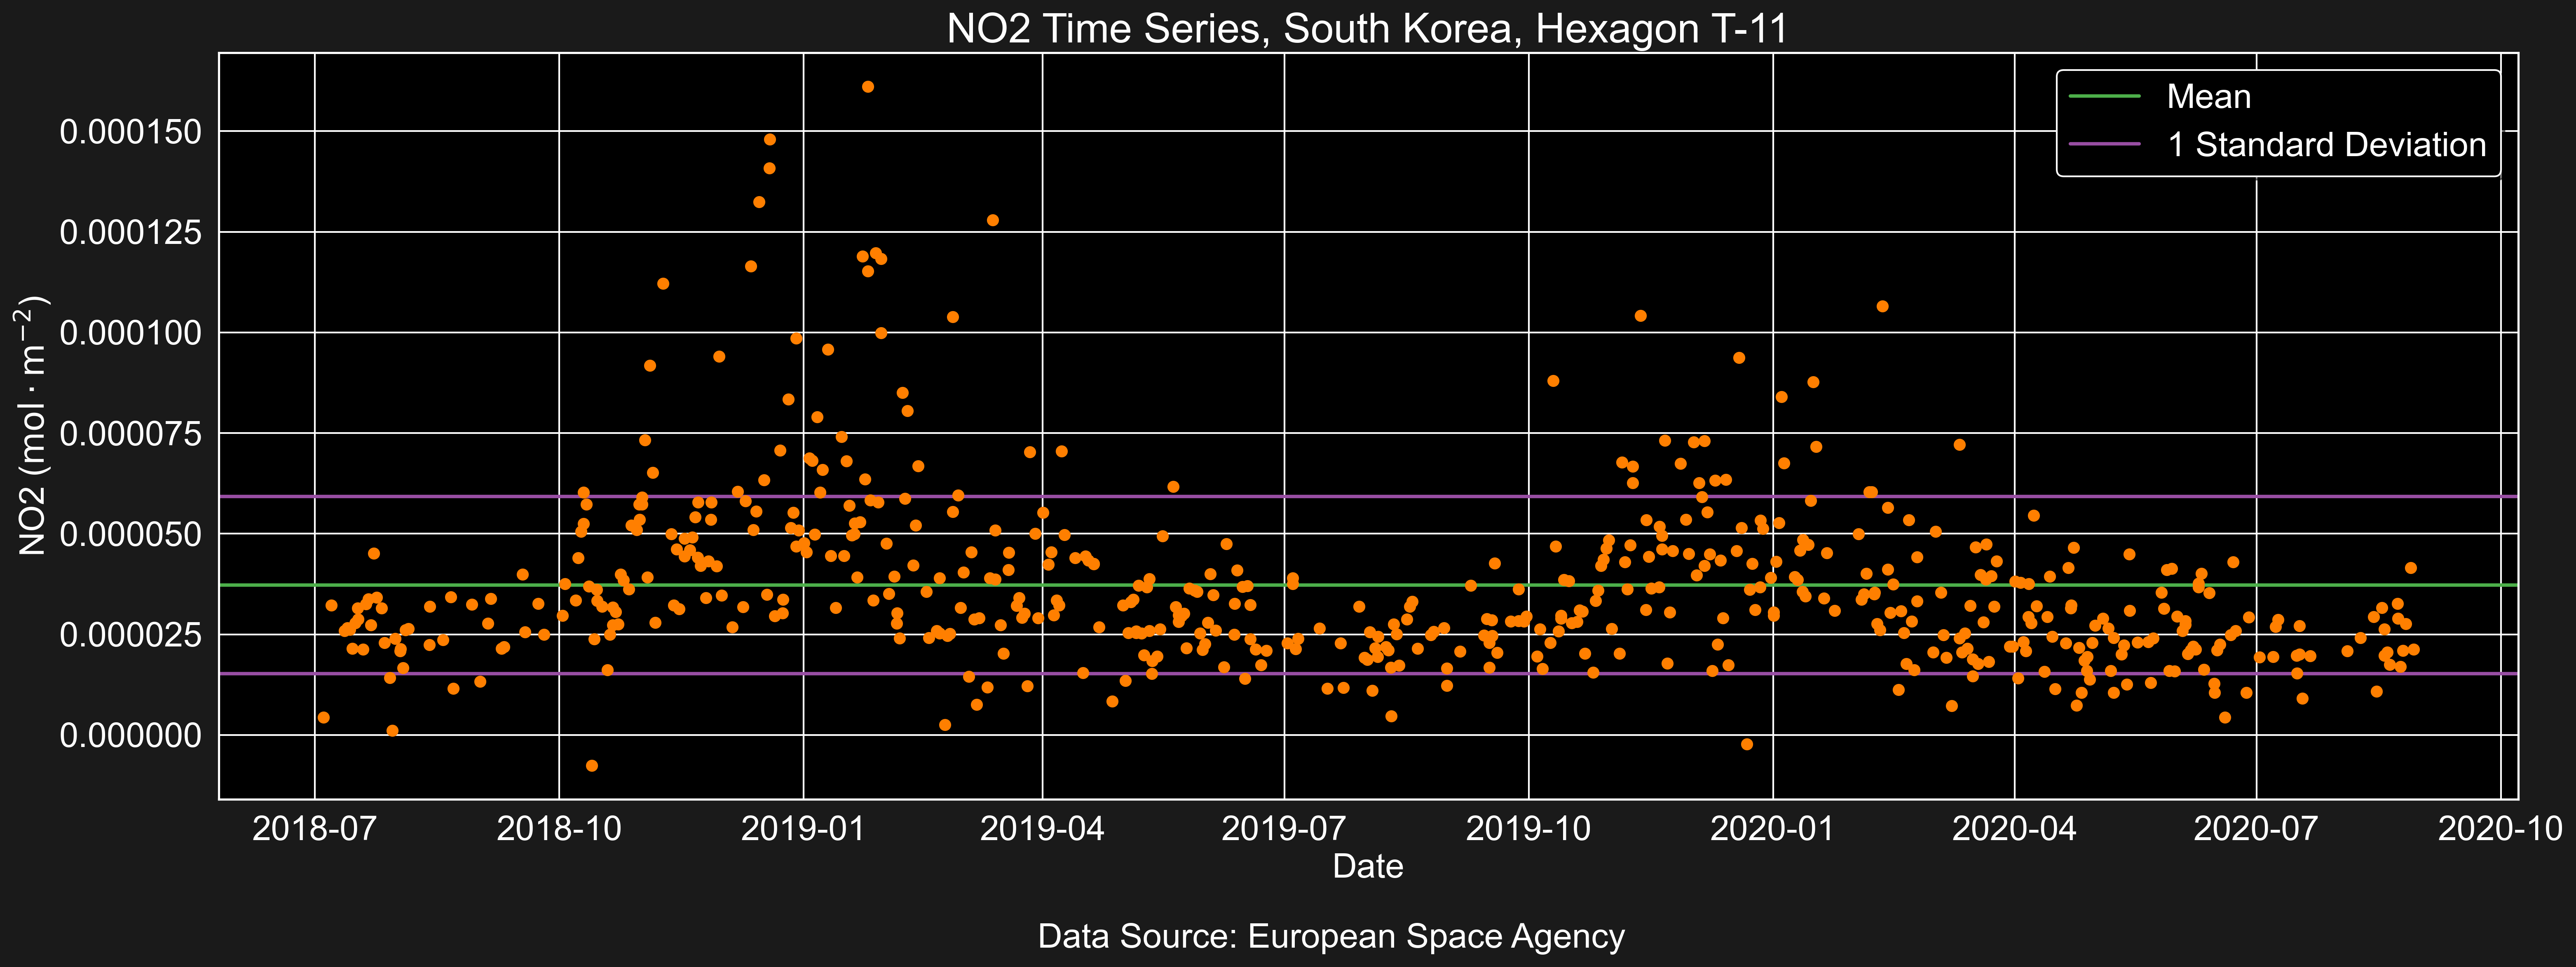 NO2 Time Series, South Korea, Hexagon T-11
Mean
1 Standard Deviation
0.000150
0.000125
0.000100
0.000075
0.000050
0.000025
0.000000
NO2 (mol · m⁻²)
2018-07 2018-10 2019-01 2019-04 2019-07 2019-10 2020-01 2020-04 2020-07 2020-10
Date
Data Source: European Space Agency